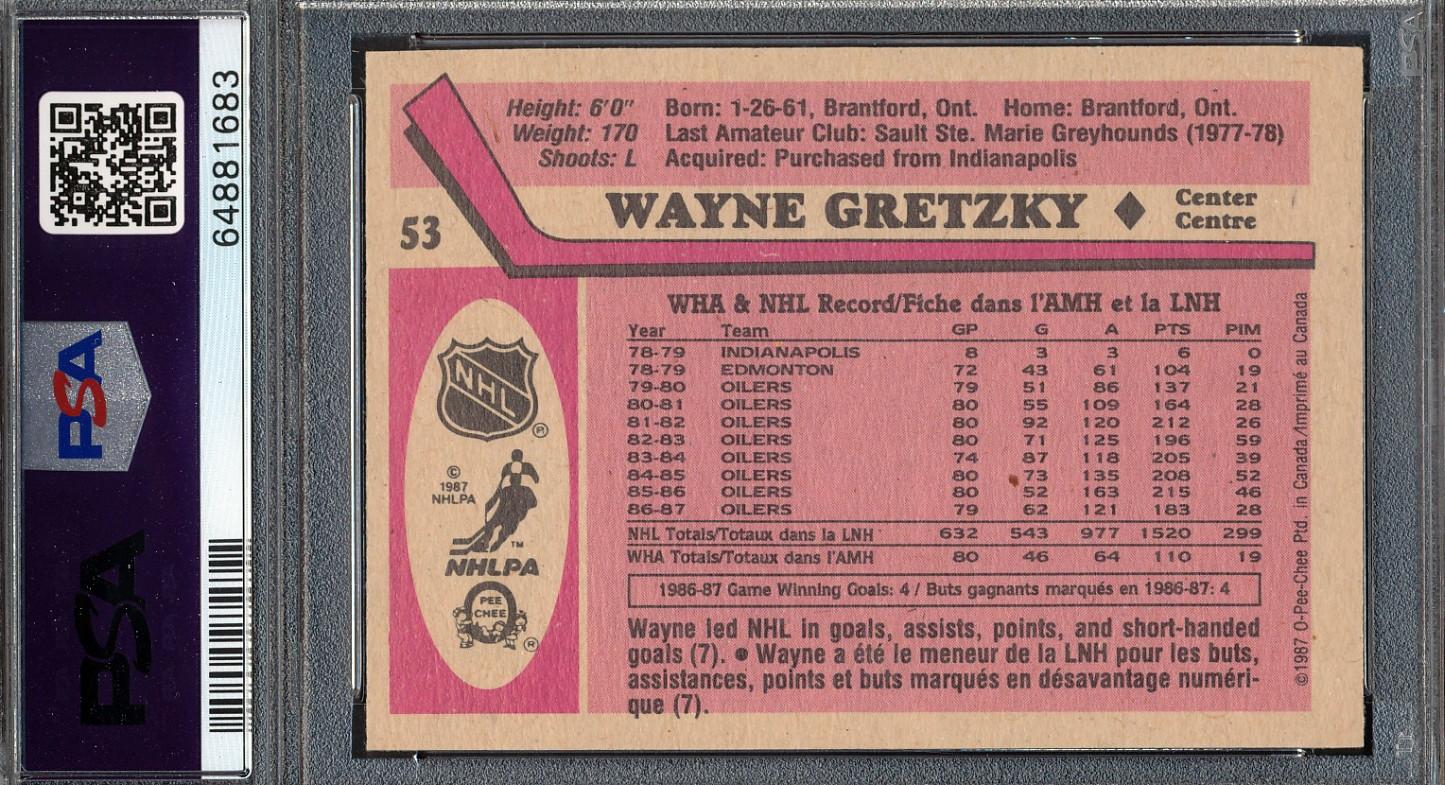 64881683
PSA
PSA
PSA
Height: 6'0" Born: 1-26-61, Brantford, Ont. Home: Brantford, Ont.
Weight: 170 Last Amateur Club: Sault Ste. Marie Greyhounds (1977-78)
Shoots: L Acquired: Purchased from Indianapolis
53
WAYNE GRETZKY ♦ Center
Centre
NHL
®
©
1987
NHLPA
™
NHLPA
O
PEE
CHEE
®
WHA & NHL Record/Fiche dans l'AMH et la LNH
Year Team GP G A PTS PIM
78-79 INDIANAPOLIS 8 3 3 6 0
78-79 EDMONTON 72 43 61 104 19
79-80 OILERS 79 51 86 137 21
80-81 OILERS 80 55 109 164 28
81-82 OILERS 80 92 120 212 26
82-83 OILERS 80 71 125 196 59
83-84 OILERS 74 87 118 205 39
84-85 OILERS 80 73 135 208 52
85-86 OILERS 80 52 163 215 46
86-87 OILERS 79 62 121 183 28
NHL Totals/Totaux dans la LNH 632 543 977 1520 299
WHA Totals/Totaux dans l'AMH 80 46 64 110 19
1986-87 Game Winning Goals: 4 / Buts gagnants marqués en 1986-87: 4
Wayne led NHL in goals, assists, points, and short-handed
goals (7). ● Wayne a été le meneur de la LNH pour les buts,
assistances, points et buts marqués en désavantage numéri-
que (7).
©1987 O-Pee-Chee Ptd. in Canada/Imprimé au Canada